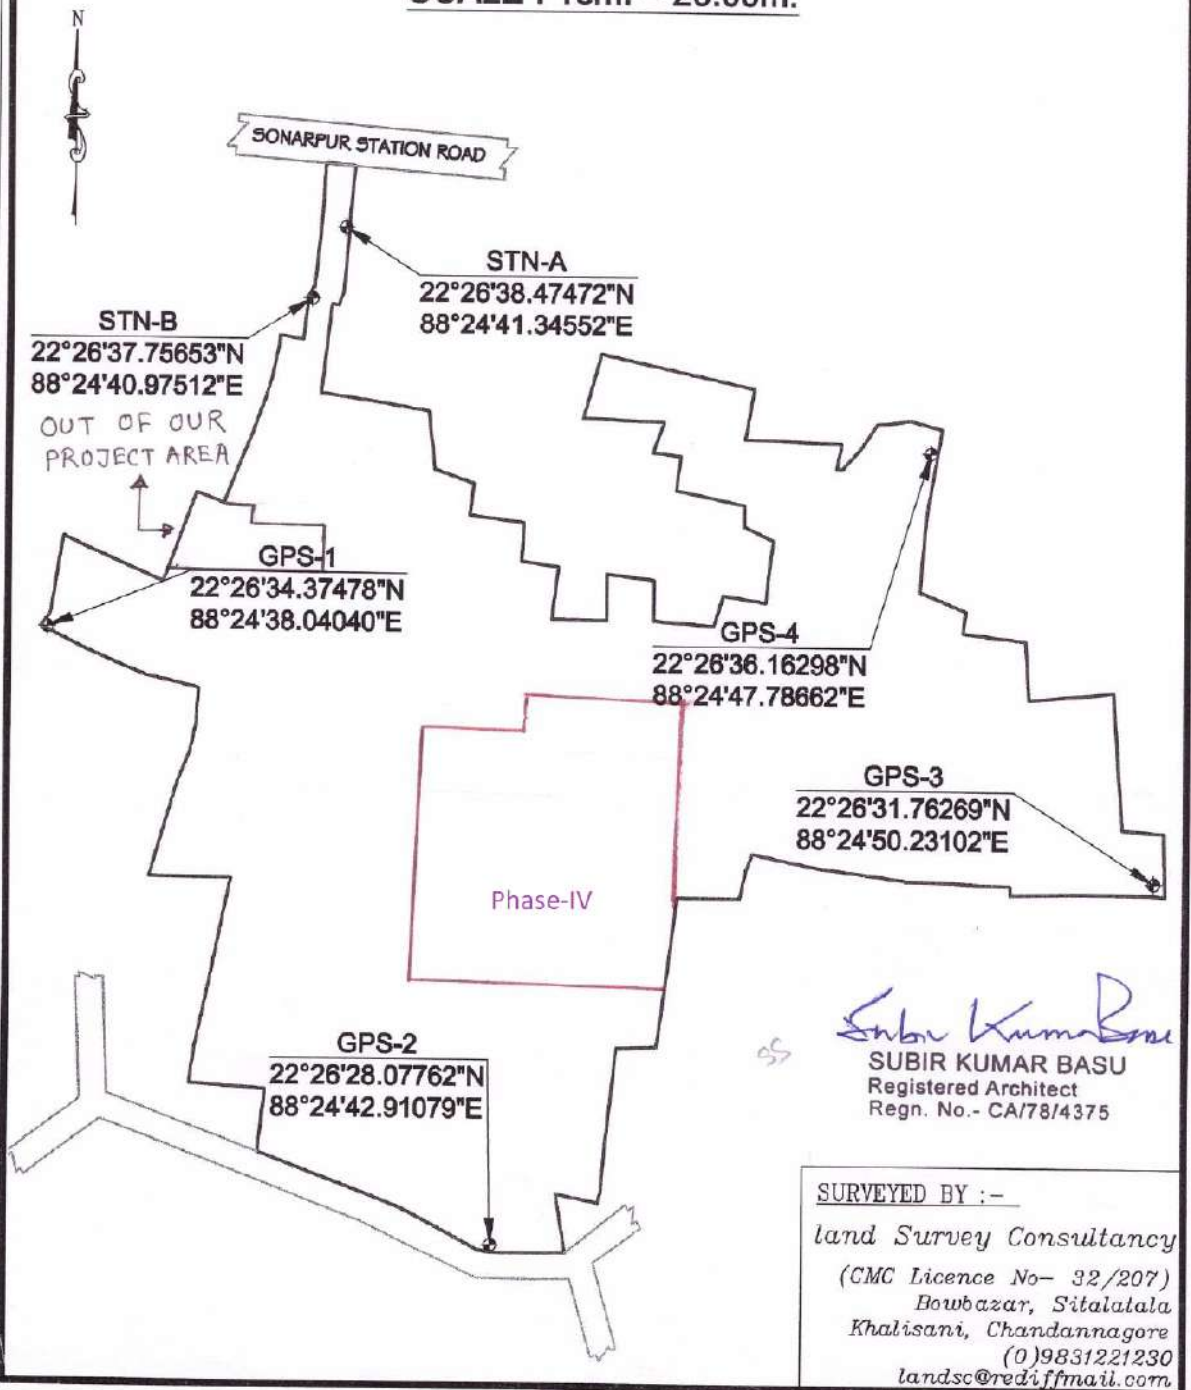 N
SONARPUR STATION ROAD
STN-A
22°26'38.47472"N
88°24'41.34552"E
STN-B
22°26'37.75653"N
88°24'40.97512"E
OUT OF OUR
PROJECT AREA
GPS-1
22°26'34.37478"N
88°24'38.04040"E
GPS-4
22°26'36.16298"N
88°24'47.78662"E
GPS-3
22°26'31.76269"N
88°24'50.23102"E
Phase-IV
GPS-2
22°26'28.07762"N
88°24'42.91079"E
Subir Kumar Basu
SUBIR KUMAR BASU
Registered Architect
Regn. No.- CA/78/4375
SURVEYED BY :-
land Survey Consultancy
(CMC Licence No- 32/207)
Bowbazar, Sitalatala
Khalisani, Chandannagore
(0)9831221230
landsc@rediffmail.com